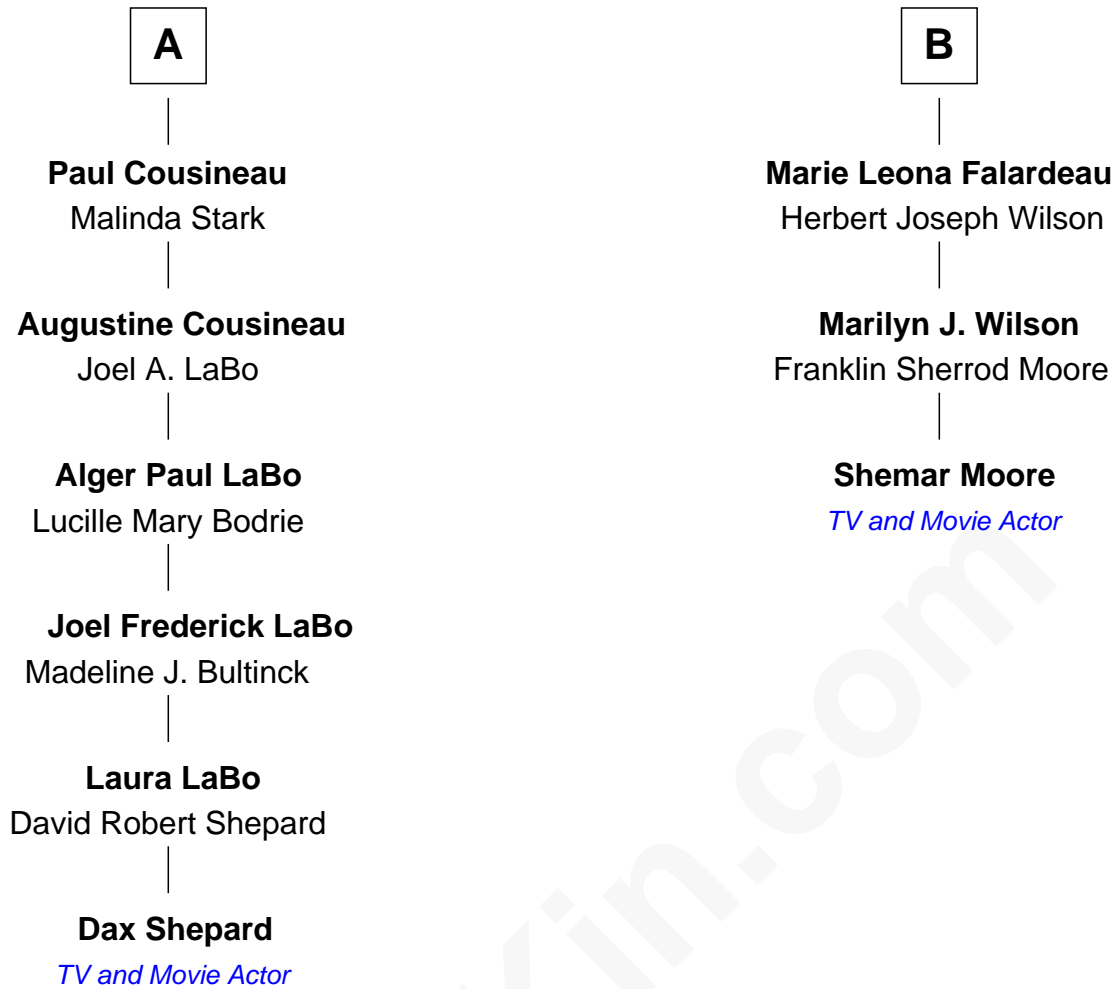 A
Paul Cousineau
Malinda Stark
Augustine Cousineau
Joel A. LaBo
Alger Paul LaBo
Lucille Mary Bodrie
Joel Frederick LaBo
Madeline J. Bultinck
Laura LaBo
David Robert Shepard
Dax Shepard
TV and Movie Actor
B
Marie Leona Falardeau
Herbert Joseph Wilson
Marilyn J. Wilson
Franklin Sherrod Moore
Shemar Moore
TV and Movie Actor
Kin.com